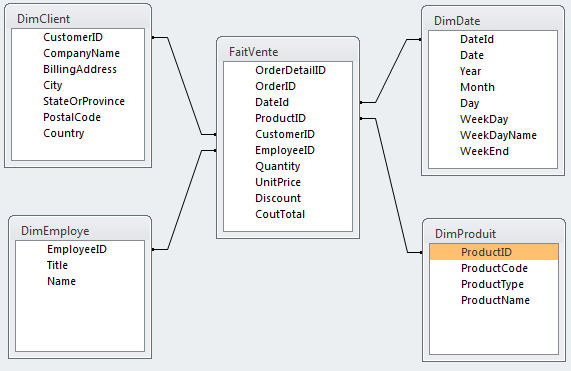 DimClient
CustomerID
CompanyName
BillingAddress
City
StateOrProvince
PostalCode
Country
FaitVente
OrderDetailID
OrderID
DateId
ProductID
CustomerID
EmployeeID
Quantity
UnitPrice
Discount
CoutTotal
DimDate
DateId
Date
Year
Month
Day
WeekDay
WeekDayName
WeekEnd
DimEmploye
EmployeeID
Title
Name
DimProduit
ProductID
ProductCode
ProductType
ProductName